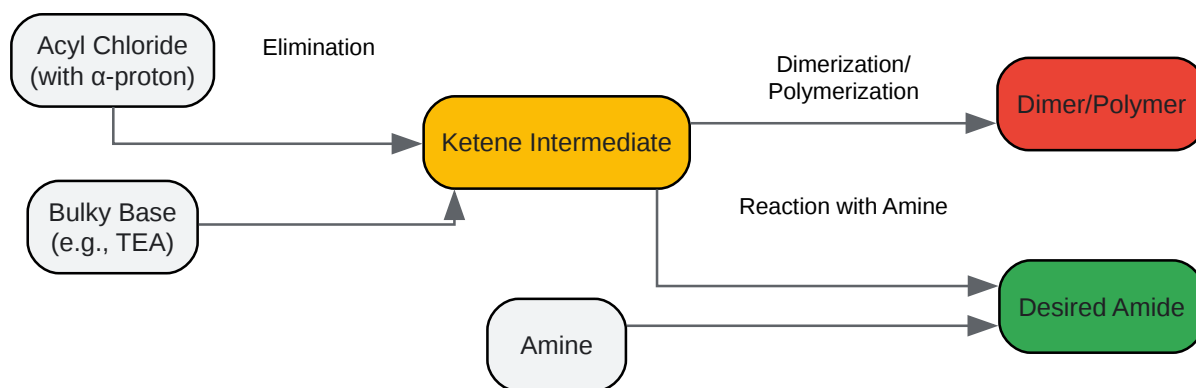 Acyl Chloride
(with α-proton)
Elimination
Dimerization/
Polymerization
Dimer/Polymer
Ketene Intermediate
Bulky Base
(e.g., TEA)
Reaction with Amine
Desired Amide
Amine